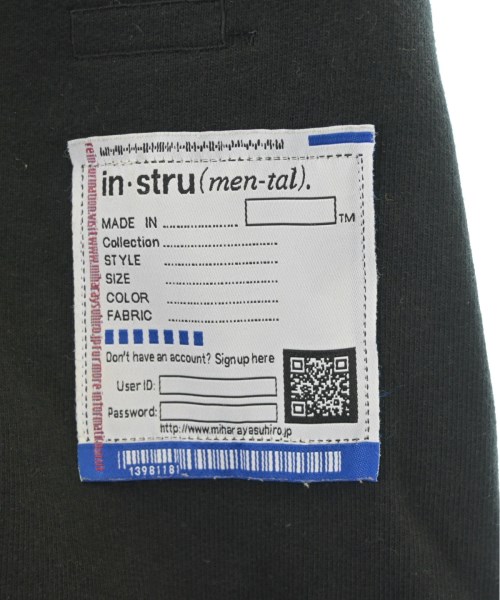 in·stru(men-tal).
TM
MADE IN
Collection
STYLE
SIZE
COLOR
FABRIC
Don't have an account? Sign up here
User ID:
Password:
http://www.miharayasuhiro.jp
13981181